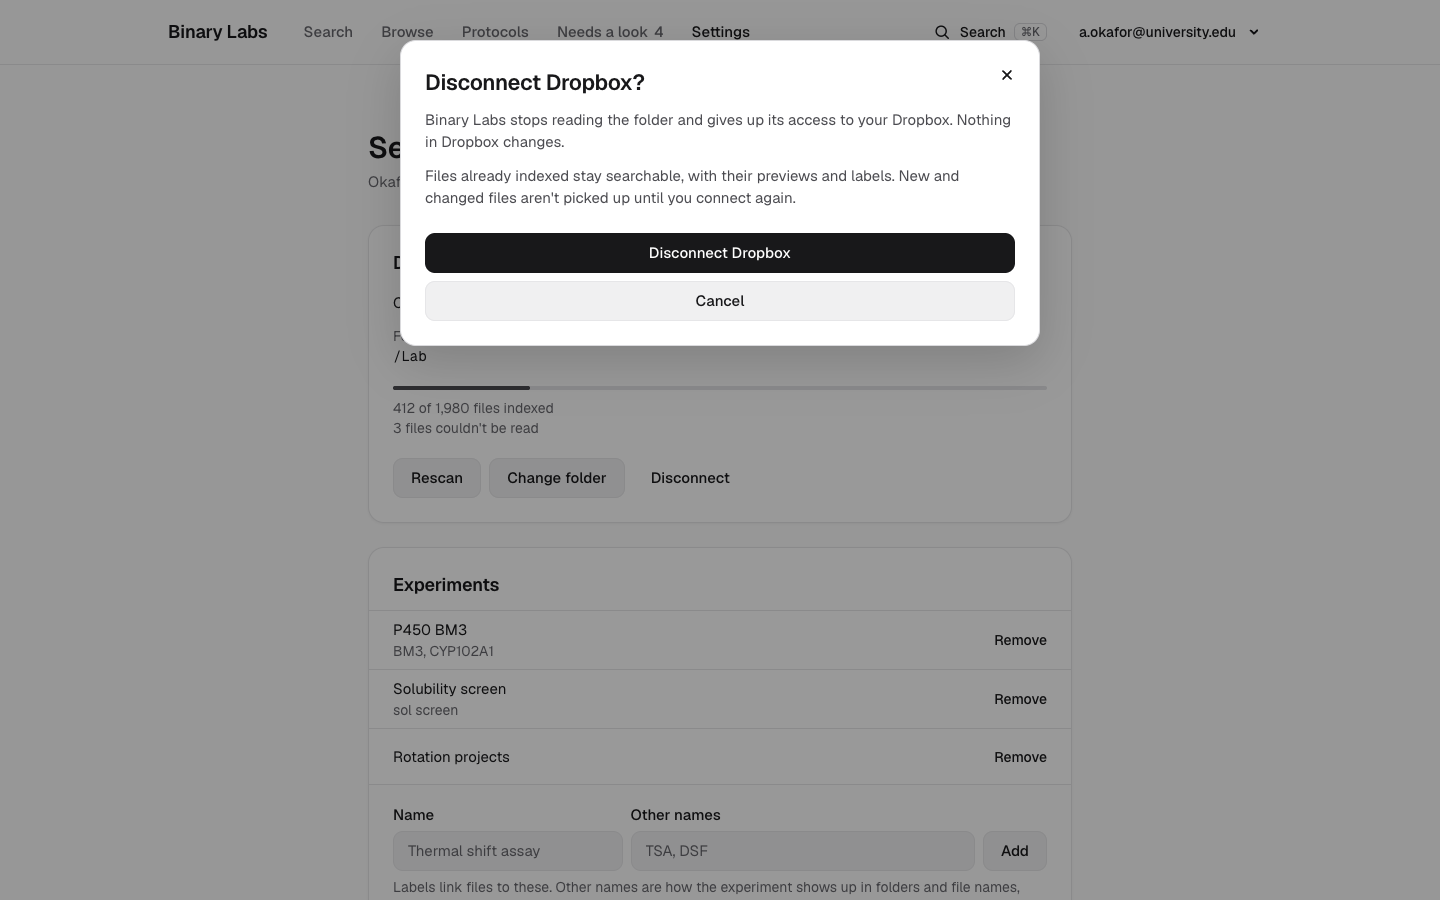 Binary Labs Search Browse Protocols Needs a look 4 Settings Search ⌘K a.okafor@university.edu
Disconnect Dropbox?
Binary Labs stops reading the folder and gives up its access to your Dropbox. Nothing
in Dropbox changes.
Files already indexed stay searchable, with their previews and labels. New and
changed files aren't picked up until you connect again.
Disconnect Dropbox
Cancel
/Lab
412 of 1,980 files indexed
3 files couldn't be read
Rescan Change folder Disconnect
Experiments
P450 BM3
BM3, CYP102A1
Remove
Solubility screen
sol screen
Remove
Rotation projects Remove
Name Other names
Thermal shift assay TSA, DSF Add
Labels link files to these. Other names are how the experiment shows up in folders and file names,